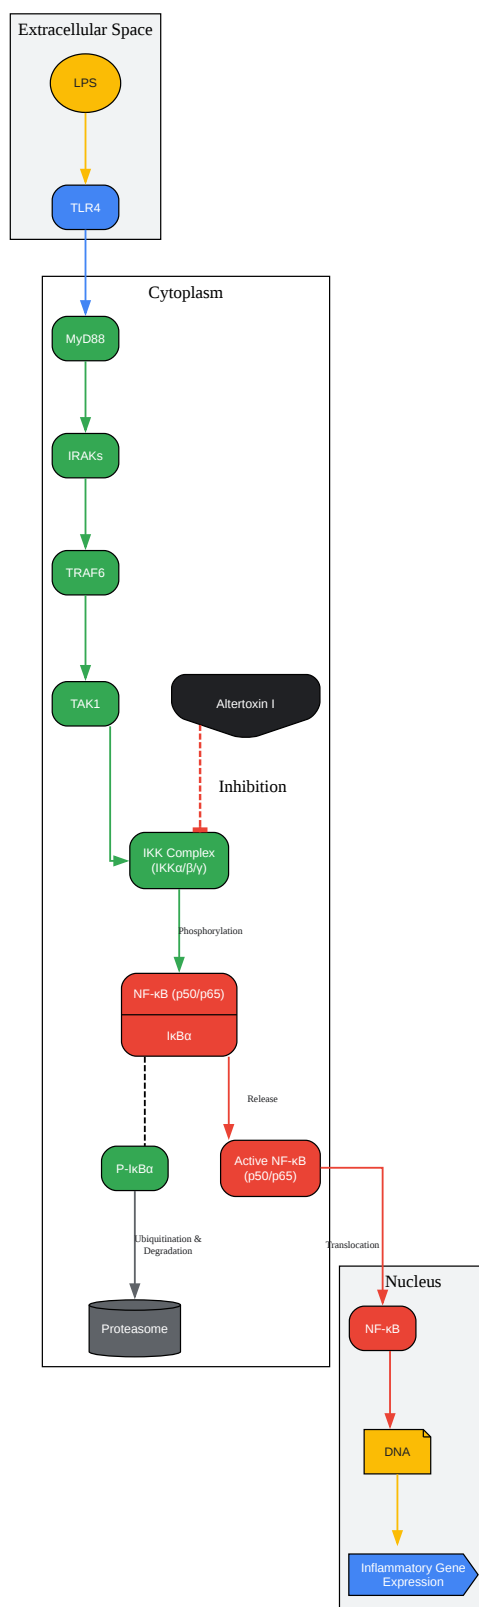 Extracellular Space
LPS
TLR4
Cytoplasm
MyD88
IRAKs
TRAF6
TAK1
Altertoxin I
Inhibition
IKK Complex
(IKKα/β/γ)
Phosphorylation
NF-κB (p50/p65)
IκBα
Release
P-IκBα
Active NF-κB
(p50/p65)
Ubiquitination &
Degradation
Translocation
Proteasome
Nucleus
NF-κB
DNA
Inflammatory Gene
Expression